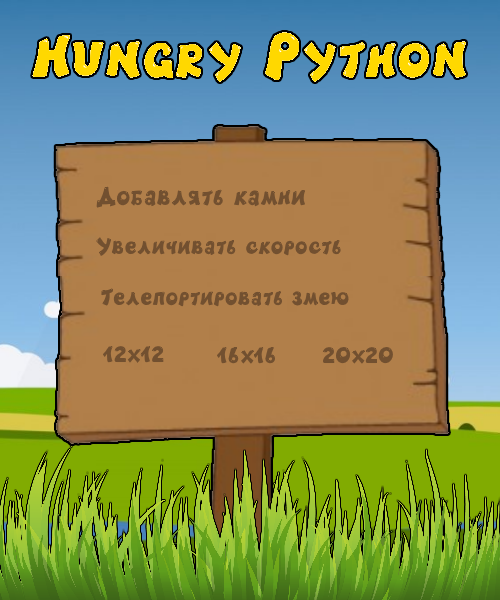 Hungry Python
Добавлять камни
Увеличивать скорость
Телепортировать змею
12x12 16x16 20x20